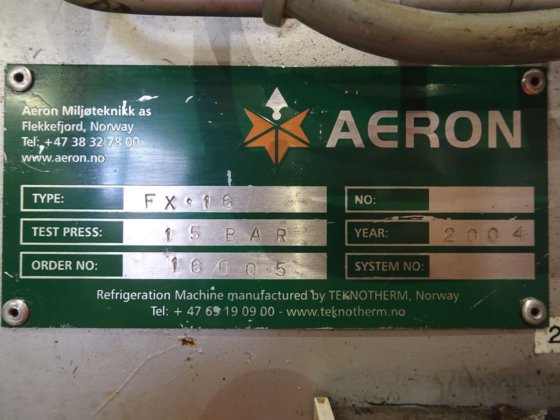 Aeron Miljøteknikk as
Flekkefjord, Norway
Tel: +47 38 32 78 00
www.aeron.no
AERON
TYPE: FX•16
NO:
TEST PRESS: 15 BAR
YEAR: 2004
ORDER NO: 16605
SYSTEM NO:
Refrigeration Machine manufactured by TEKNOTHERM, Norway
Tel: + 47 69 19 09 00 - www.teknotherm.no
2